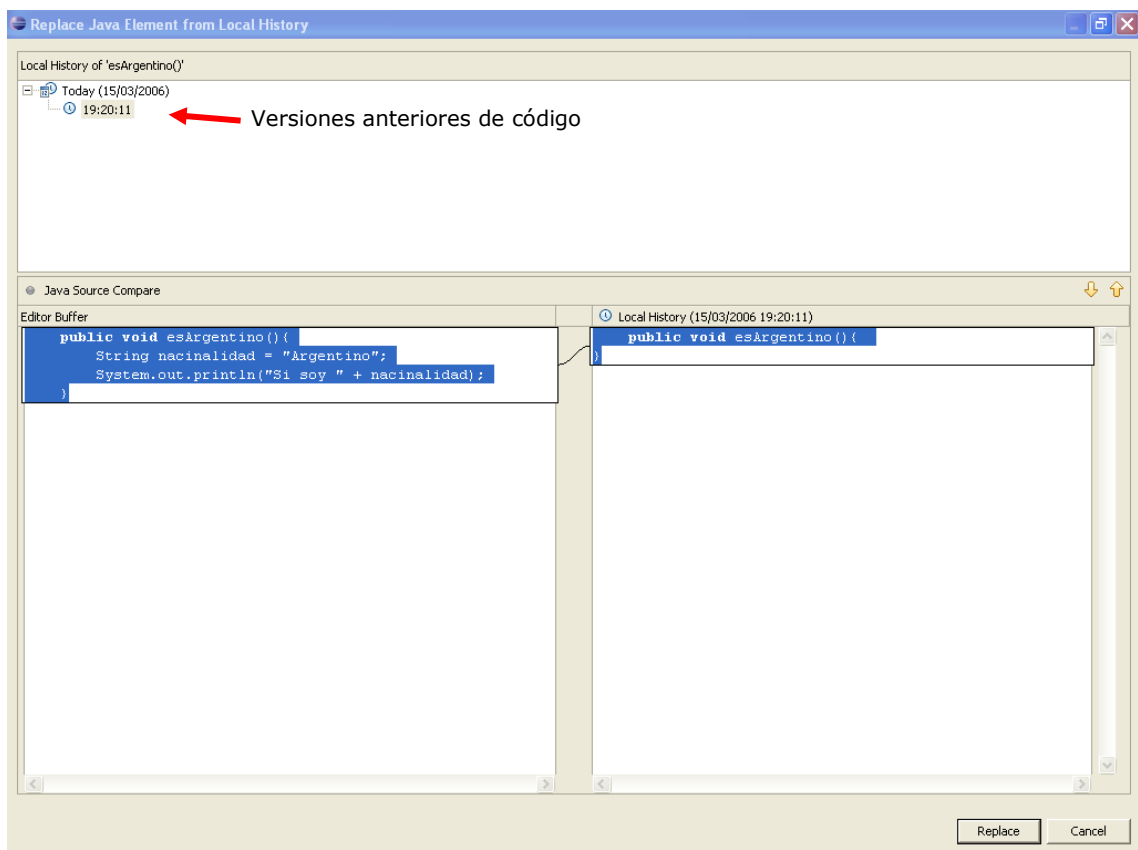 Replace Java Element from Local History
Local History of 'esArgentino()'
Today (15/03/2006)
19:20:11
Versiones anteriores de código
Java Source Compare
Editor Buffer
Local History (15/03/2006 19:20:11)
public void esArgentino(){
String nacinalidad = "Argentino";
System.out.println("Si soy " + nacinalidad);
}
public void esArgentino(){
}
Replace
Cancel